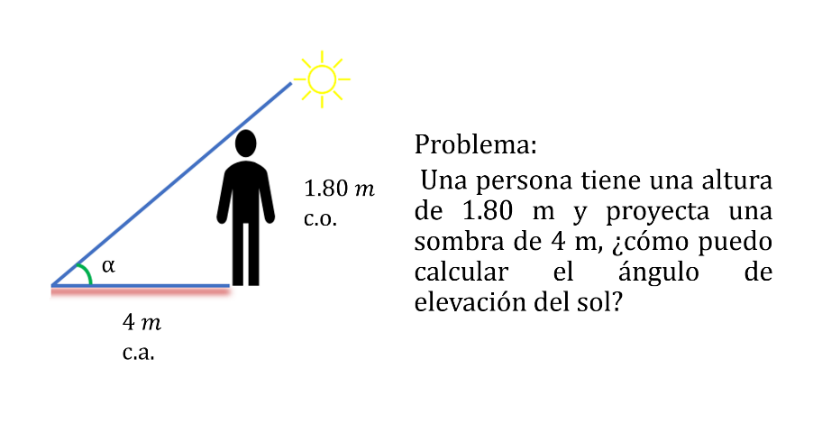 Problema:
Una persona tiene una altura
de 1.80 m y proyecta una
sombra de 4 m, ¿cómo puedo
calcular el ángulo de
elevación del sol?
1.80 m
c.o.
α
4 m
c.a.